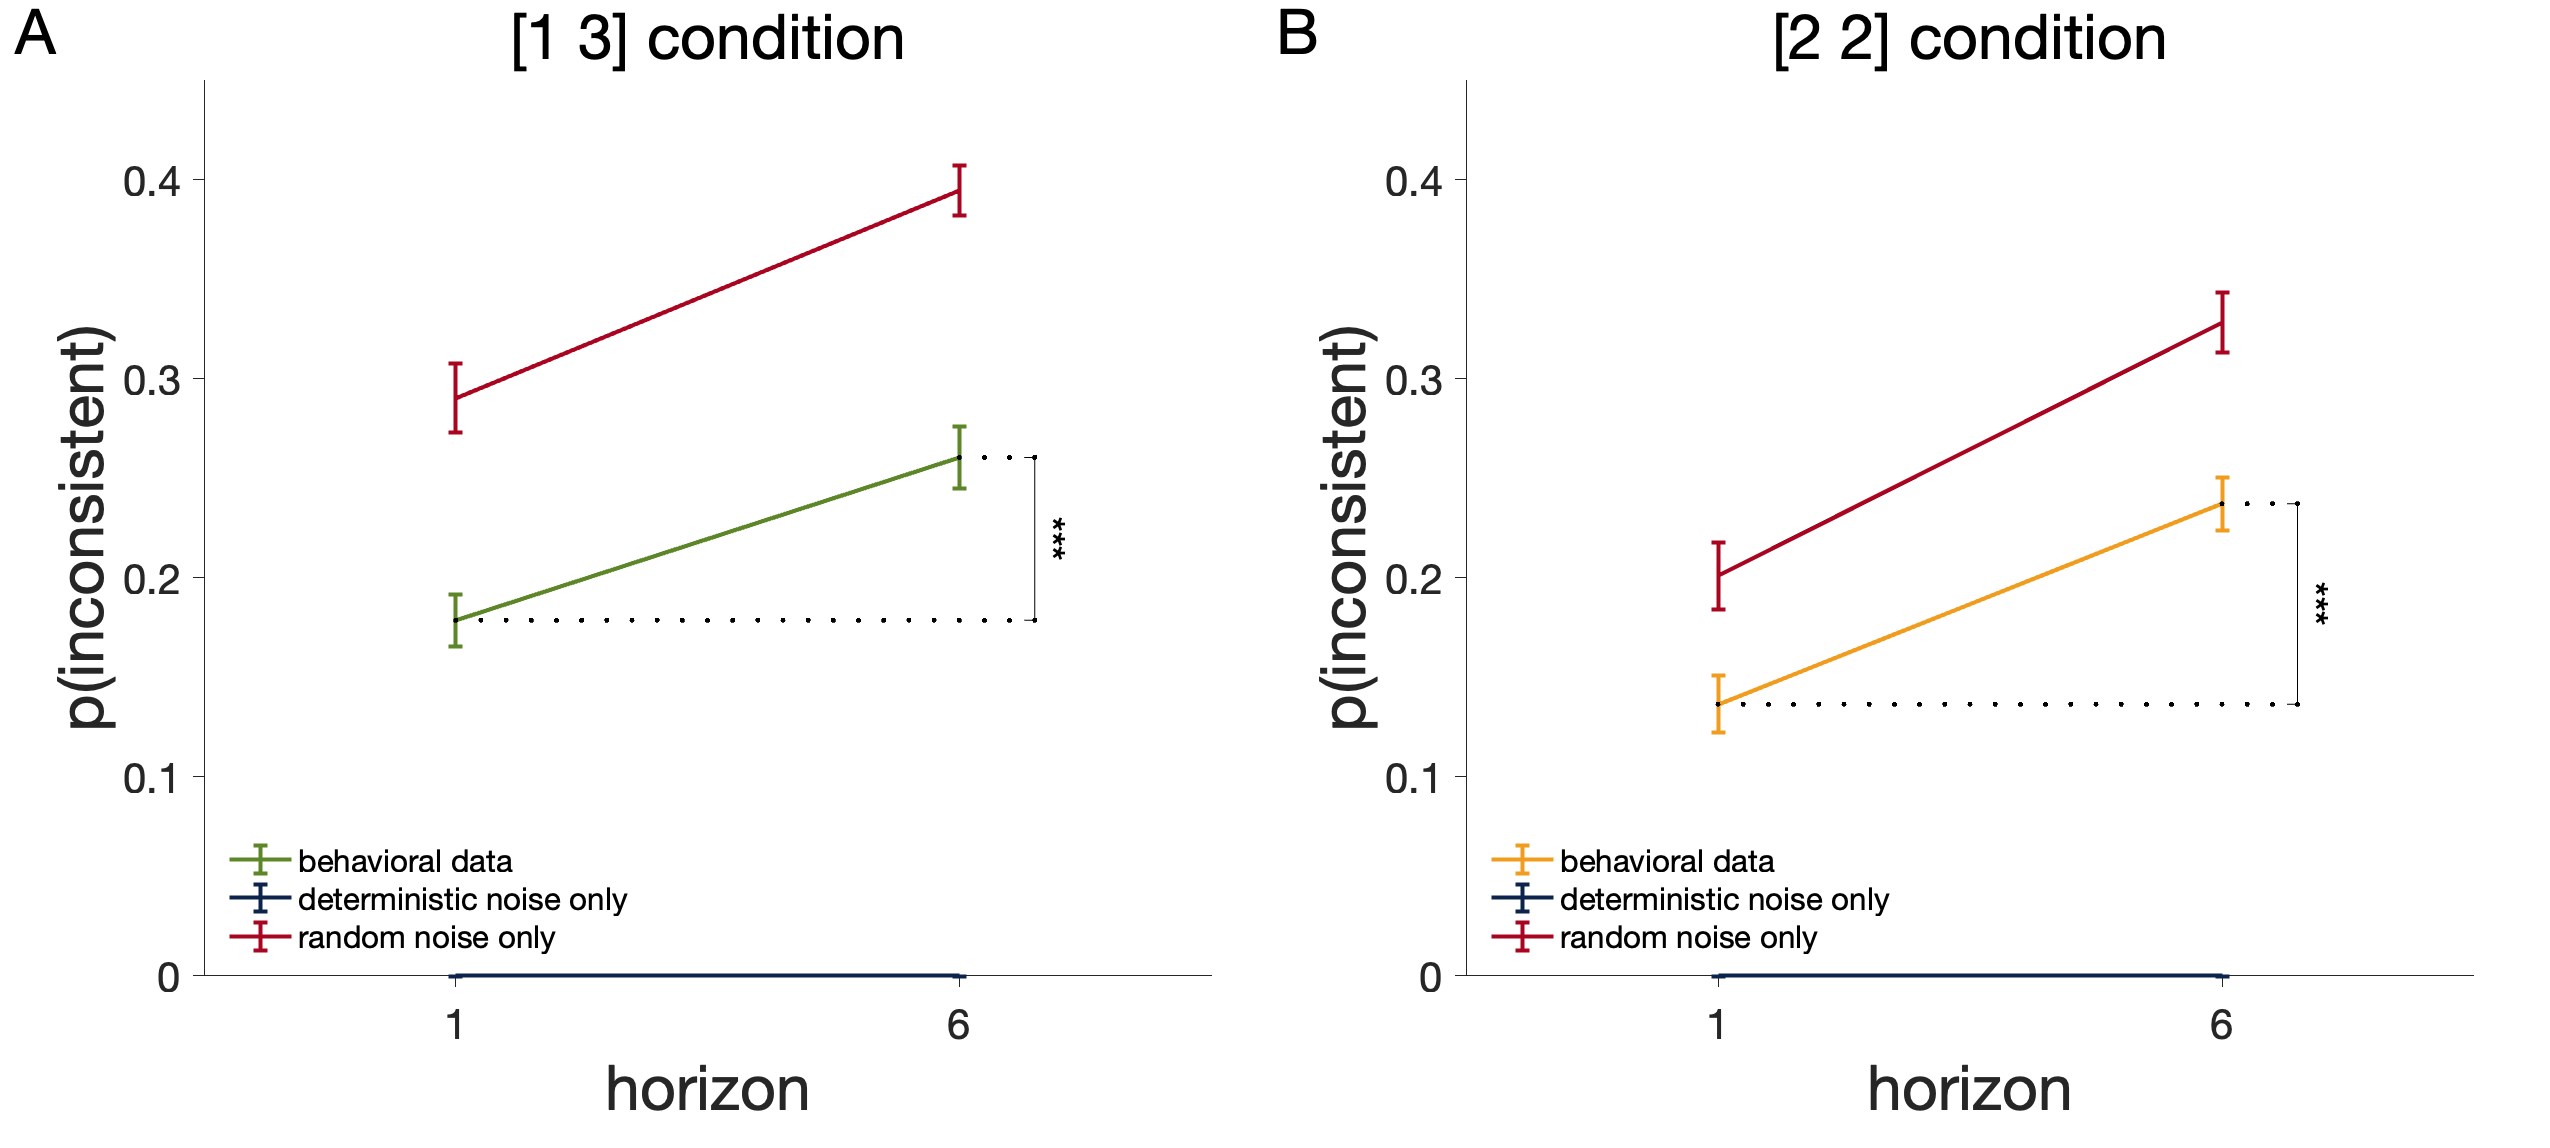 A
[1 3] condition
p(inconsistent)
0.4
0.3
0.2
0.1
0
***
behavioral data
deterministic noise only
random noise only
1
6
horizon
B
[2 2] condition
p(inconsistent)
0.4
0.3
0.2
0.1
0
***
behavioral data
deterministic noise only
random noise only
1
6
horizon